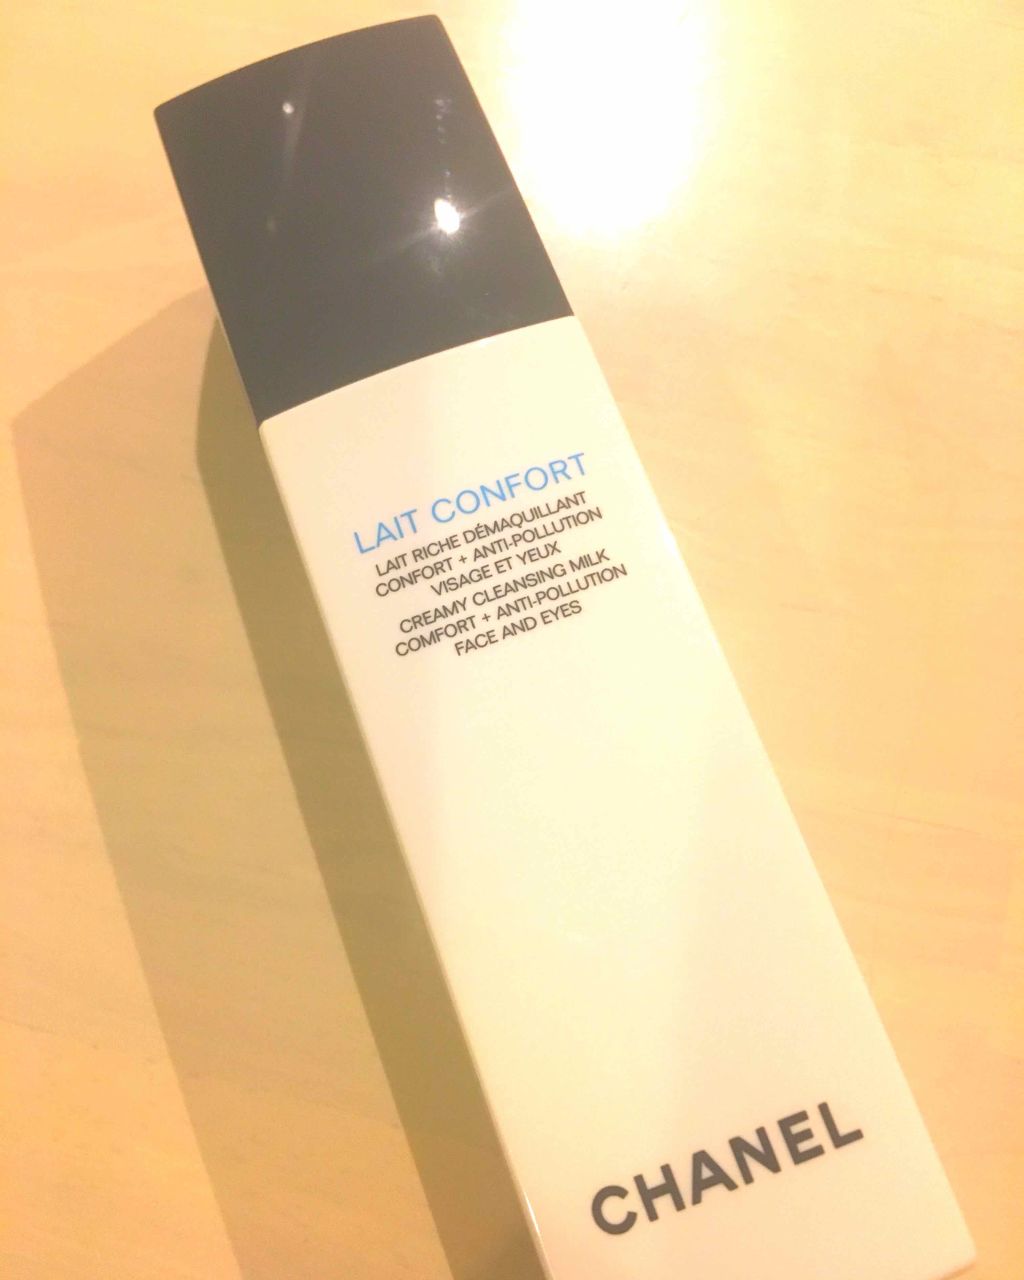 LAIT CONFORT
LAIT RICHE DÉMAQUILLANT
CONFORT + ANTI-POLLUTION
VISAGE ET YEUX
CREAMY CLEANSING MILK
COMFORT + ANTI-POLLUTION
FACE AND EYES
CHANEL